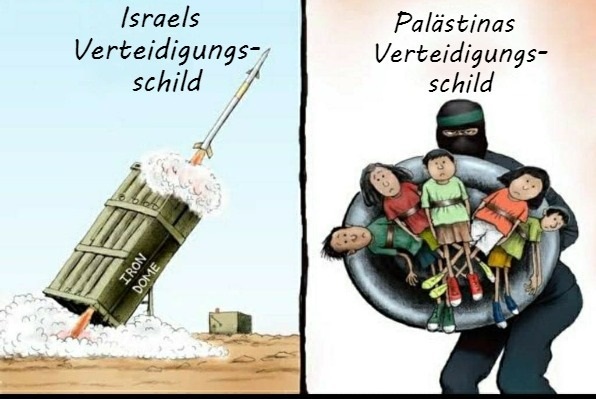 Israels
Verteidigungs-
schild
Palästinas
Verteidigungs-
schild
IRON
DOME